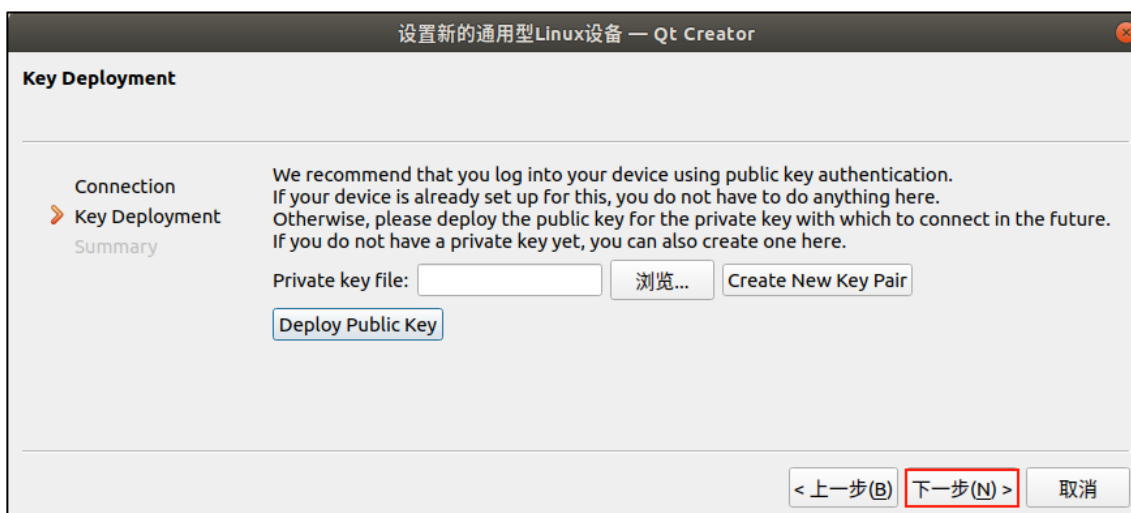 设置新的通用型Linux设备 — Qt Creator
Key Deployment
Connection
Key Deployment
Summary
We recommend that you log into your device using public key authentication.
If your device is already set up for this, you do not have to do anything here.
Otherwise, please deploy the public key for the private key with which to connect in the future.
If you do not have a private key yet, you can also create one here.
Private key file: 浏览... Create New Key Pair
Deploy Public Key
< 上一步(B) 下一步(N) > 取消